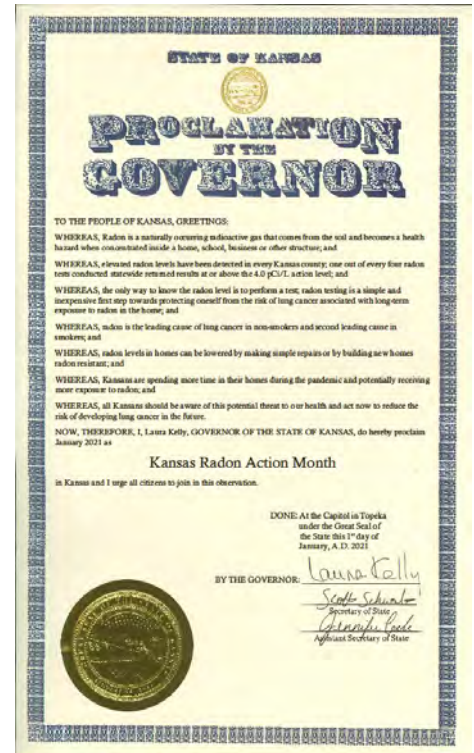 STATE OF KANSAS
PROCLAMATION
BY THE
GOVERNOR
TO THE PEOPLE OF KANSAS, GREETINGS:
WHEREAS, Radon is a naturally occurring radioactive gas that comes from the soil and becomes a health
hazard when concentrated inside a home, school, business or other structure; and
WHEREAS, elevated radon levels have been detected in every Kansas county; one out of every four radon
tests conducted statewide returned results at or above the 4.0 pCi/L action level; and
WHEREAS, the only way to know the radon level is to perform a test; radon testing is a simple and
inexpensive first step towards protecting oneself from the risk of lung cancer associated with long-term
exposure to radon in the home; and
WHEREAS, radon is the leading cause of lung cancer in non-smokers and second leading cause in
smokers; and
WHEREAS, radon levels in homes can be lowered by making simple repairs or by building new homes
radon resistant; and
WHEREAS, Kansans are spending more time in their homes during the pandemic and potentially receiving
more exposure to radon; and
WHEREAS, all Kansans should be aware of this potential threat to our health and act now to reduce the
risk of developing lung cancer in the future.
NOW, THEREFORE, I, Laura Kelly, GOVERNOR OF THE STATE OF KANSAS, do hereby proclaim
January 2021 as
Kansas Radon Action Month
in Kansas and I urge all citizens to join in this observation.
DONE: At the Capitol in Topeka
under the Great Seal of
the State this 1st day of
January, A.D. 2021
BY THE GOVERNOR: Laura Kelly
Scott Schwab
Secretary of State
Jennifer
Assistant Secretary of State